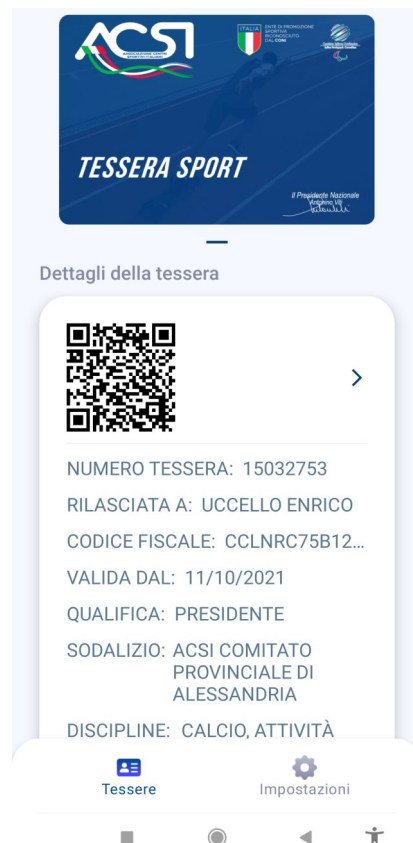 ACSI
ASSOCIAZIONE CENTRI
SPORTIVI ITALIANI
ITALIA
ENTE DI PROMOZIONE
SPORTIVA
RICONOSCIUTO
DAL CONI
TESSERA SPORT
Il Presidente Nazionale
Antonino Viti
Dettagli della tessera
NUMERO TESSERA: 15032753
RILASCIATA A: UCCELLO ENRICO
CODICE FISCALE: CCLNRC75B12...
VALIDA DAL: 11/10/2021
QUALIFICA: PRESIDENTE
SODALIZIO: ACSI COMITATO
PROVINCIALE DI
ALESSANDRIA
DISCIPLINE: CALCIO, ATTIVITÀ
Tessere
Impostazioni